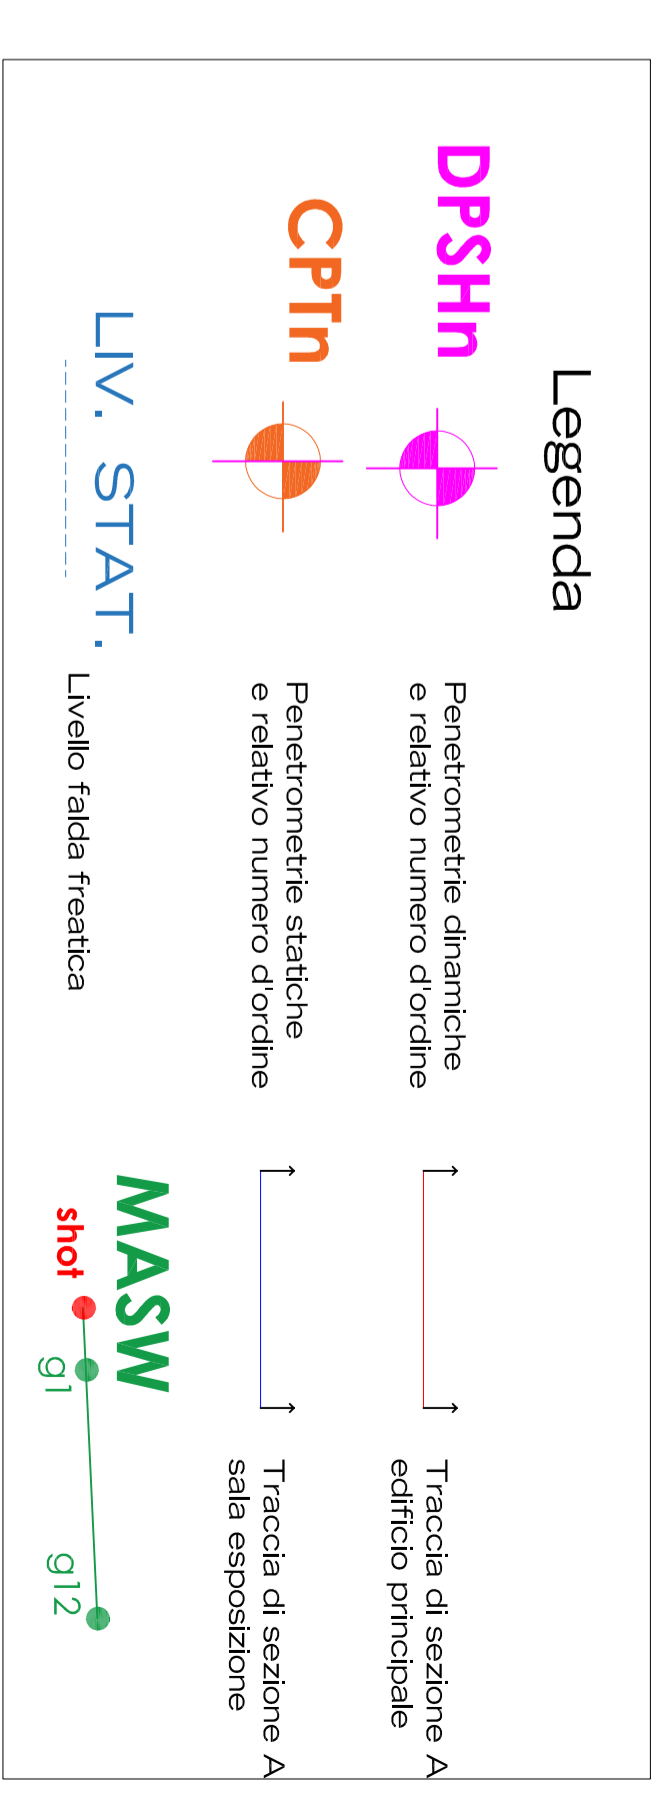 Legenda
DPSHn
Penetrometrie dinamiche
e relativo numero d'ordine
Traccia di sezione A
edificio principale
CPTn
Penetrometrie statiche
e relativo numero d'ordine
Traccia di sezione A
sala esposizione
LIV. STAT.
Livello falda freatica
MASW
shot
g1
g12